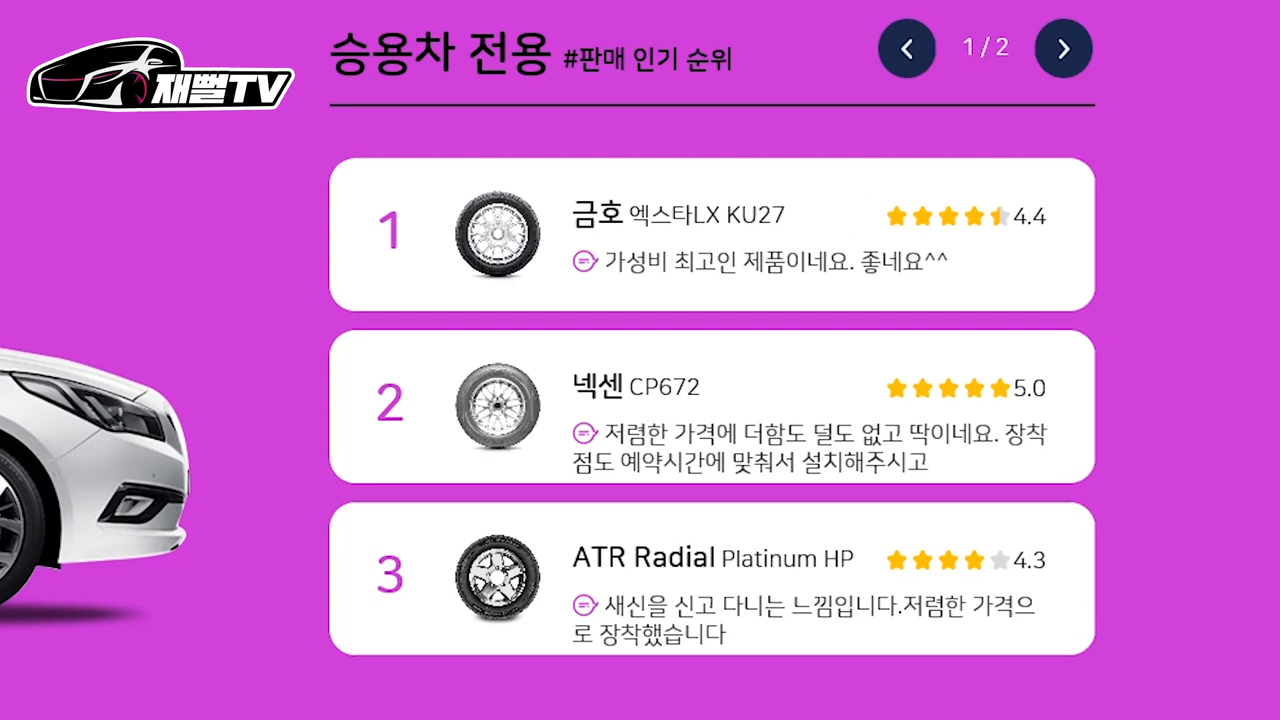 재뻘TV
승용차 전용 #판매 인기 순위
1 / 2
1
금호 엑스타LX KU27
4.4
가성비 최고인 제품이네요. 좋네요^^
2
넥센 CP672
5.0
저렴한 가격에 더함도 덜도 없고 딱이네요. 장착
점도 예약시간에 맞춰서 설치해주시고
3
ATR Radial Platinum HP
4.3
새신을 신고 다니는 느낌입니다.저렴한 가격으
로 장착했습니다